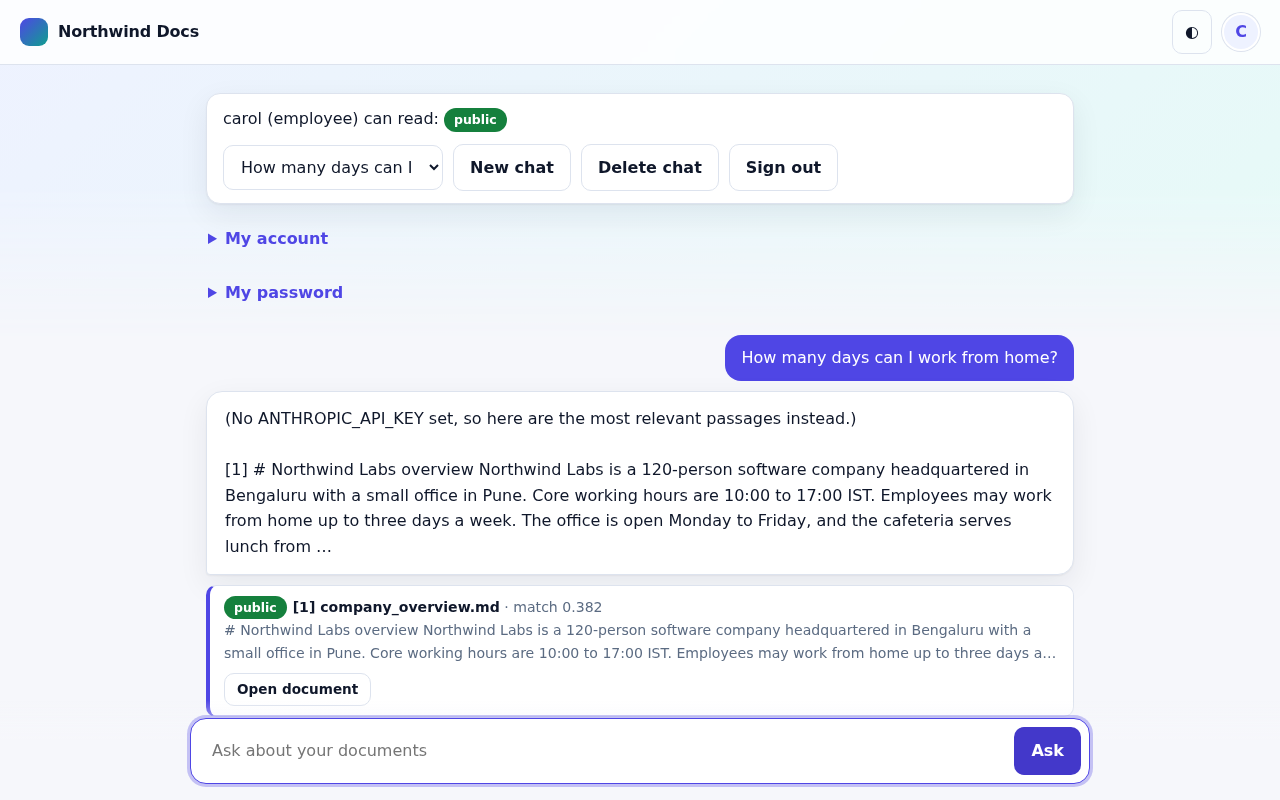 Northwind Docs
◐
C
carol (employee) can read: public
How many days can I
New chat
Delete chat
Sign out
My account
My password
How many days can I work from home?
(No ANTHROPIC_API_KEY set, so here are the most relevant passages instead.)
[1] # Northwind Labs overview Northwind Labs is a 120-person software company headquartered in
Bengaluru with a small office in Pune. Core working hours are 10:00 to 17:00 IST. Employees may work
from home up to three days a week. The office is open Monday to Friday, and the cafeteria serves
lunch from …
public [1] company_overview.md · match 0.382
# Northwind Labs overview Northwind Labs is a 120-person software company headquartered in Bengaluru with a
small office in Pune. Core working hours are 10:00 to 17:00 IST. Employees may work from home up to three days a…
Open document
Ask about your documents
Ask